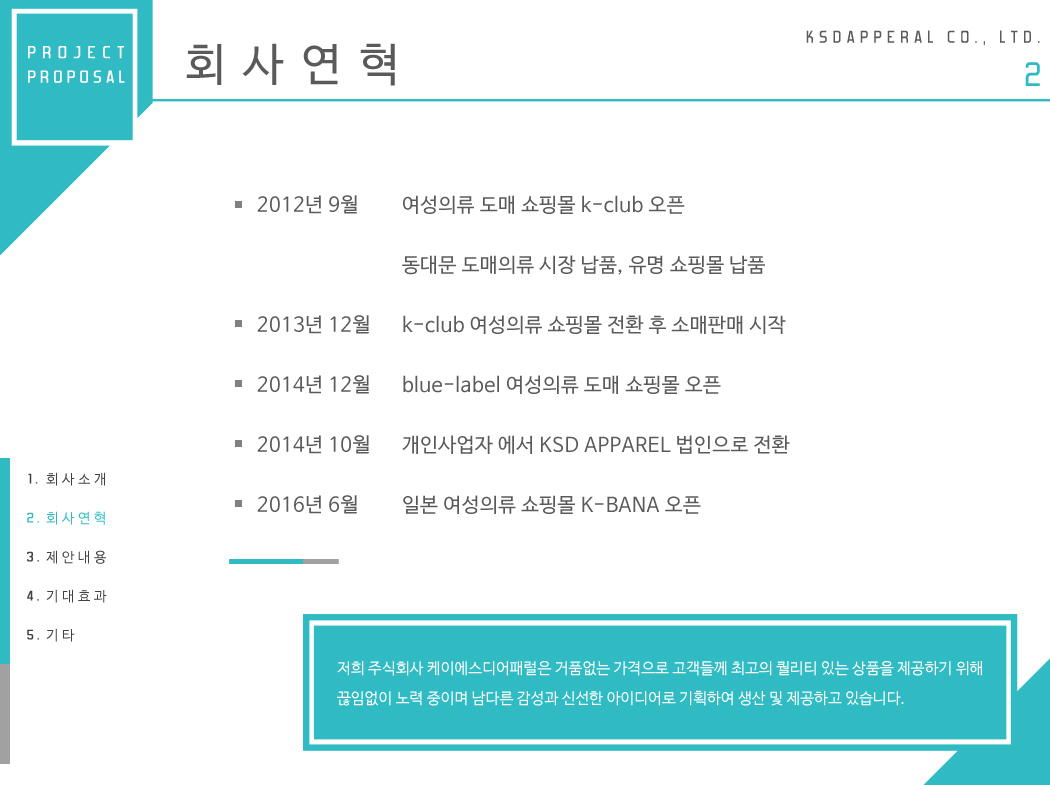 PROJECT
PROPOSAL
회사연혁
KSDAPPERAL CO., LTD.
2
2012년 9월 여성의류 도매 쇼핑몰 k-club 오픈
동대문 도매의류 시장 납품, 유명 쇼핑몰 납품
2013년 12월 k-club 여성의류 쇼핑몰 전환 후 소매판매 시작
2014년 12월 blue-label 여성의류 도매 쇼핑몰 오픈
2014년 10월 개인사업자 에서 KSD APPAREL 법인으로 전환
2016년 6월 일본 여성의류 쇼핑몰 K-BANA 오픈
1. 회사소개
2. 회사연혁
3. 제안내용
4. 기대효과
5. 기타
저희 주식회사 케이에스디어패럴은 거품없는 가격으로 고객들께 최고의 퀄리티 있는 상품을 제공하기 위해
끊임없이 노력 중이며 남다른 감성과 신선한 아이디어로 기획하여 생산 및 제공하고 있습니다.